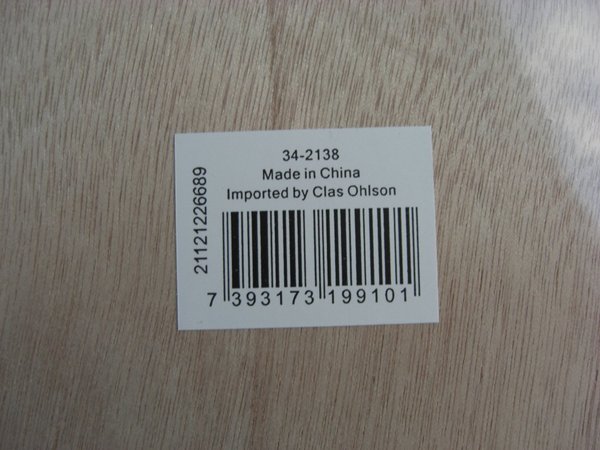 34-2138
Made in China
Imported by Clas Ohlson
21121226689
7 393173 199101